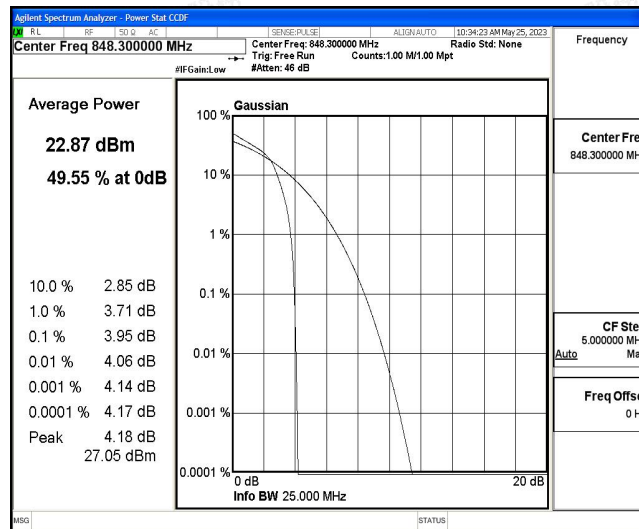 Agilent Spectrum Analyzer - Power Stat CCDF
RL RF 50 Ω AC SENSE:PULSE ALIGN AUTO 10:34:23 AM May 25, 2023
Center Freq 848.300000 MHz
Center Freq: 848.300000 MHz Radio Std: None
Trig: Free Run Counts:1.00 M/1.00 Mpt
#IFGain:Low #Atten: 46 dB
Frequency
Average Power
22.87 dBm
49.55 % at 0dB
10.0 % 2.85 dB
1.0 % 3.71 dB
0.1 % 3.95 dB
0.01 % 4.06 dB
0.001 % 4.14 dB
0.0001 % 4.17 dB
Peak 4.18 dB
27.05 dBm
Gaussian
100 %
10 %
1 %
0.1 %
0.01 %
0.001 %
0.0001 %
0 dB 20 dB
Info BW 25.000 MHz
Center Fre
848.300000 MH
CF Ste
5.000000 MH
Auto Ma
Freq Offse
0 H
MSG STATUS